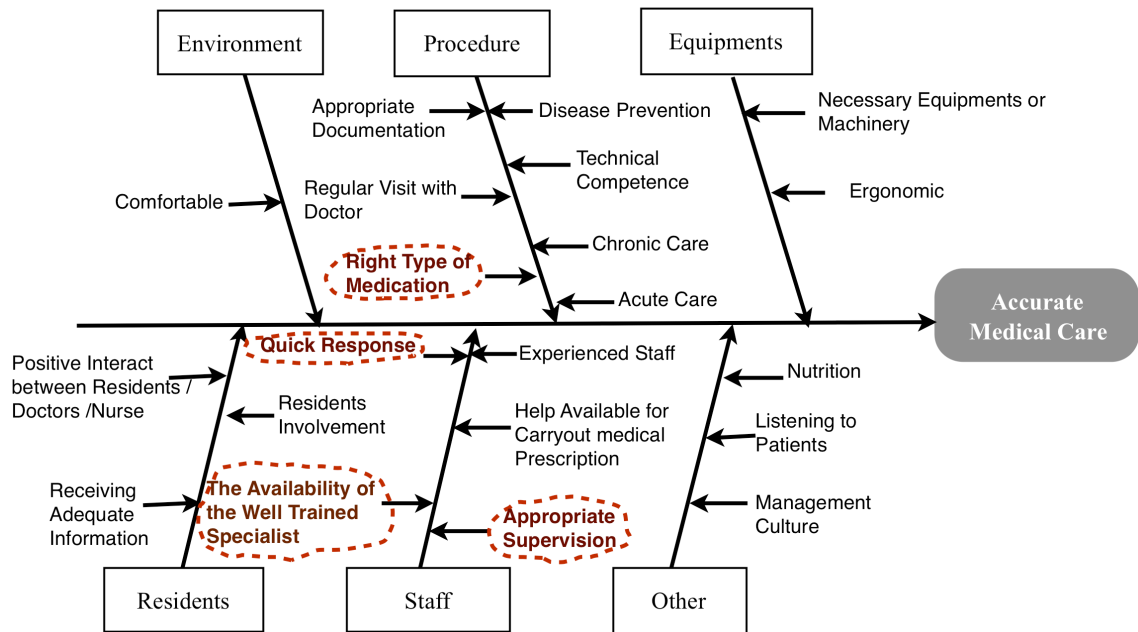 Environment
Procedure
Equipments
Appropriate
Documentation
Disease Prevention
Necessary Equipments or
Machinery
Technical
Competence
Comfortable
Regular Visit with
Doctor
Ergonomic
Chronic Care
Right Type of
Medication
Acute Care
Accurate
Medical Care
Quick Response
Experienced Staff
Positive Interact
between Residents /
Doctors /Nurse
Nutrition
Residents
Involvement
Help Available for
Carryout medical
Prescription
Listening to
Patients
Receiving
Adequate
Information
The Availability of
the Well Trained
Specialist
Appropriate
Supervision
Management
Culture
Residents
Staff
Other